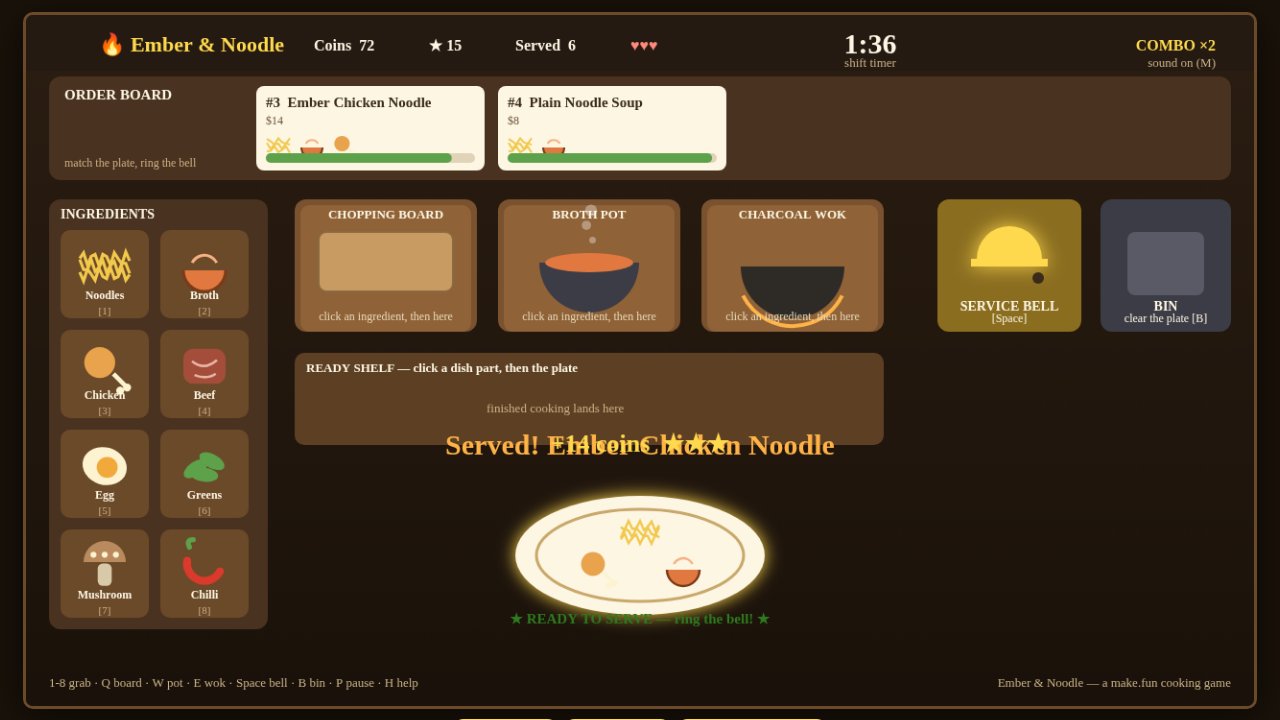 🔥 Ember & Noodle
Coins 72
★ 15
Served 6
♥♥♥
1:36
shift timer
COMBO ×2
sound on (M)
ORDER BOARD
match the plate, ring the bell
#3 Ember Chicken Noodle
$14
#4 Plain Noodle Soup
$8
INGREDIENTS
Noodles
[1]
Broth
[2]
Chicken
[3]
Beef
[4]
Egg
[5]
Greens
[6]
Mushroom
[7]
Chilli
[8]
CHOPPING BOARD
click an ingredient, then here
BROTH POT
click an ingredient, then here
CHARCOAL WOK
click an ingredient, then here
SERVICE BELL
[Space]
BIN
clear the plate [B]
READY SHELF — click a dish part, then the plate
finished cooking lands here
Served! Ember Chicken Noodle
+14 coins ★★★
★ READY TO SERVE — ring the bell! ★
1-8 grab · Q board · W pot · E wok · Space bell · B bin · P pause · H help
Ember & Noodle — a make.fun cooking game